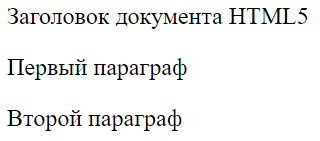 Заголовок документа HTML5
Первый параграф
Второй параграф